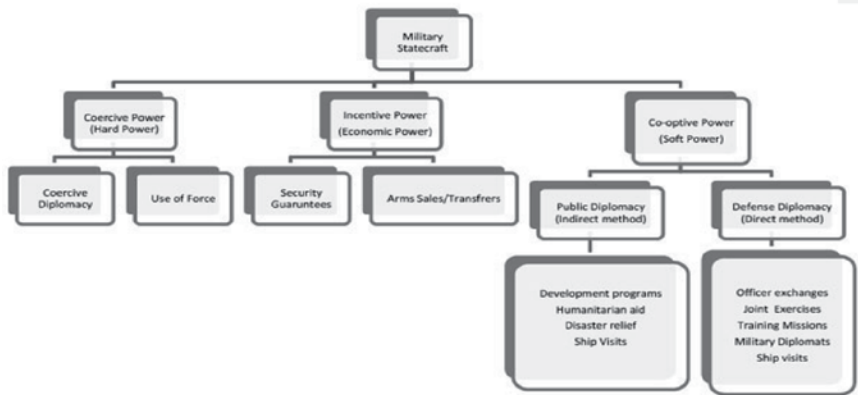 Military
Statecraft
Coercive Power
(Hard Power)
Incentive Power
(Economic Power)
Co-optive Power
(Soft Power)
Coercive
Diplomacy
Use of Force
Security
Guaruntees
Arms Sales/Transfrers
Public Diplomacy
(Indirect method)
Defense Diplomacy
(Direct method)
Development programs
Humanitarian aid
Disaster relief
Ship Visits
Officer exchanges
Joint Exercises
Training Missions
Military Diplomats
Ship visits